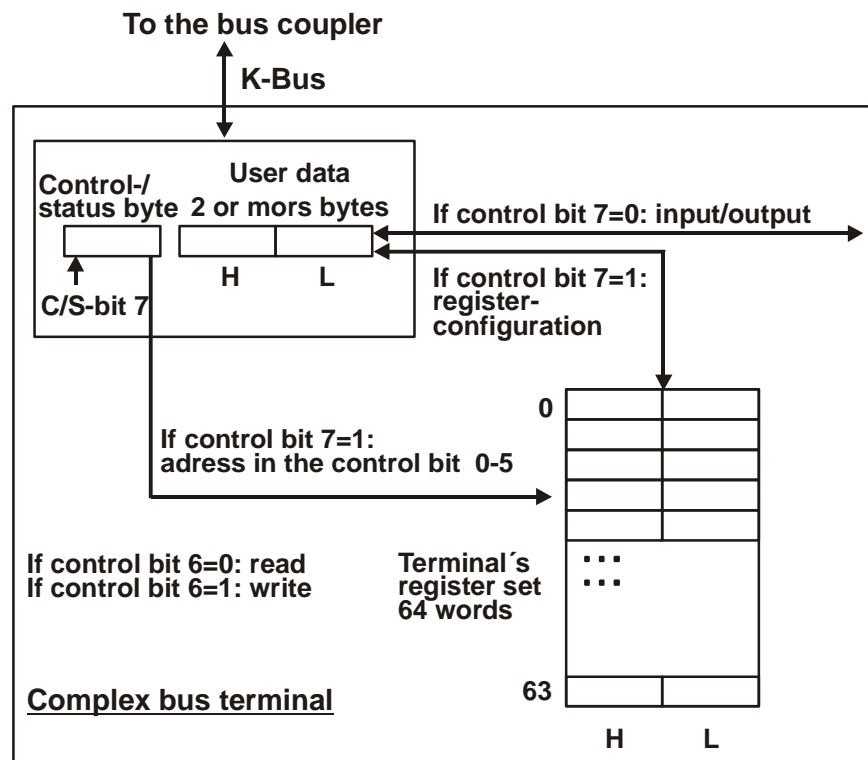 To the bus coupler
K-Bus
User data
2 or mors bytes
Control-/
status byte
H L
C/S-bit 7
If control bit 7=0: input/output
If control bit 7=1:
register-
configuration
0
If control bit 7=1:
adress in the control bit 0-5
If control bit 6=0: read
If control bit 6=1: write
Terminal´s
register set
64 words
63
H L
Complex bus terminal